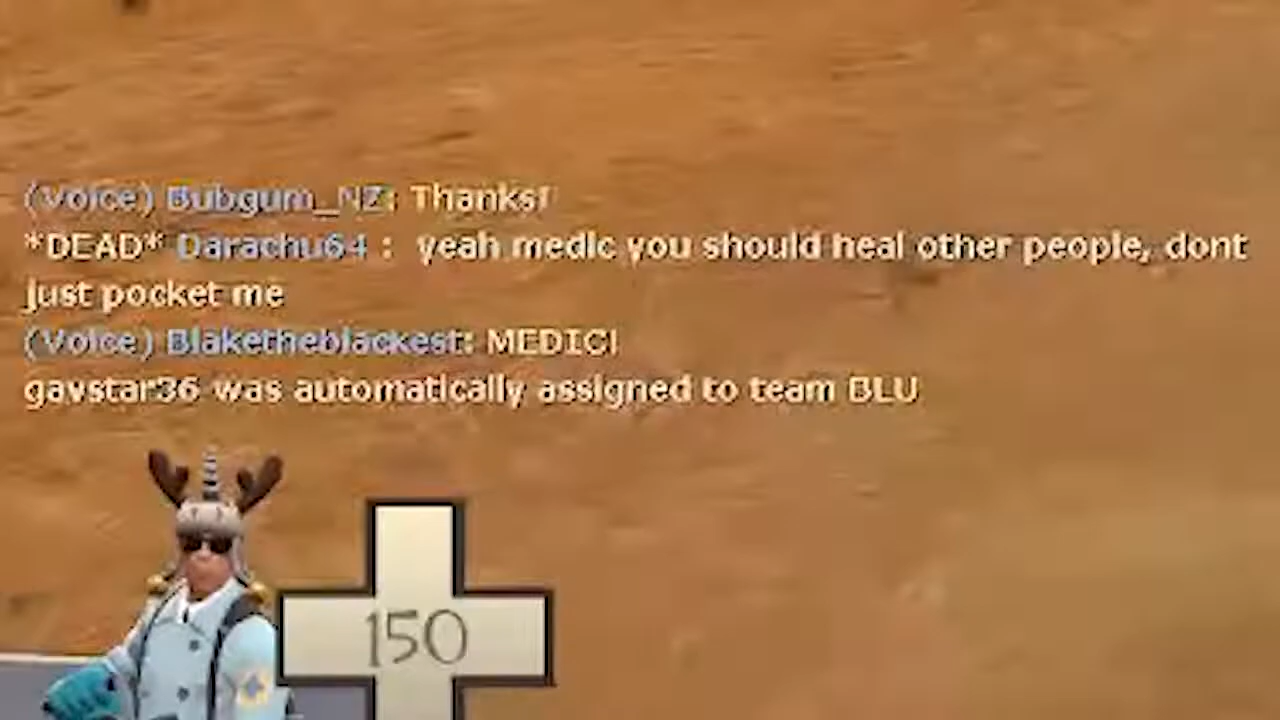 (Voice) Bubgum_NZ: Thanks!
*DEAD* Darachu64 :  yeah medic you should heal other people, dont
just pocket me
(Voice) Blaketheblackest: MEDIC!
gavstar36 was automatically assigned to team BLU
150